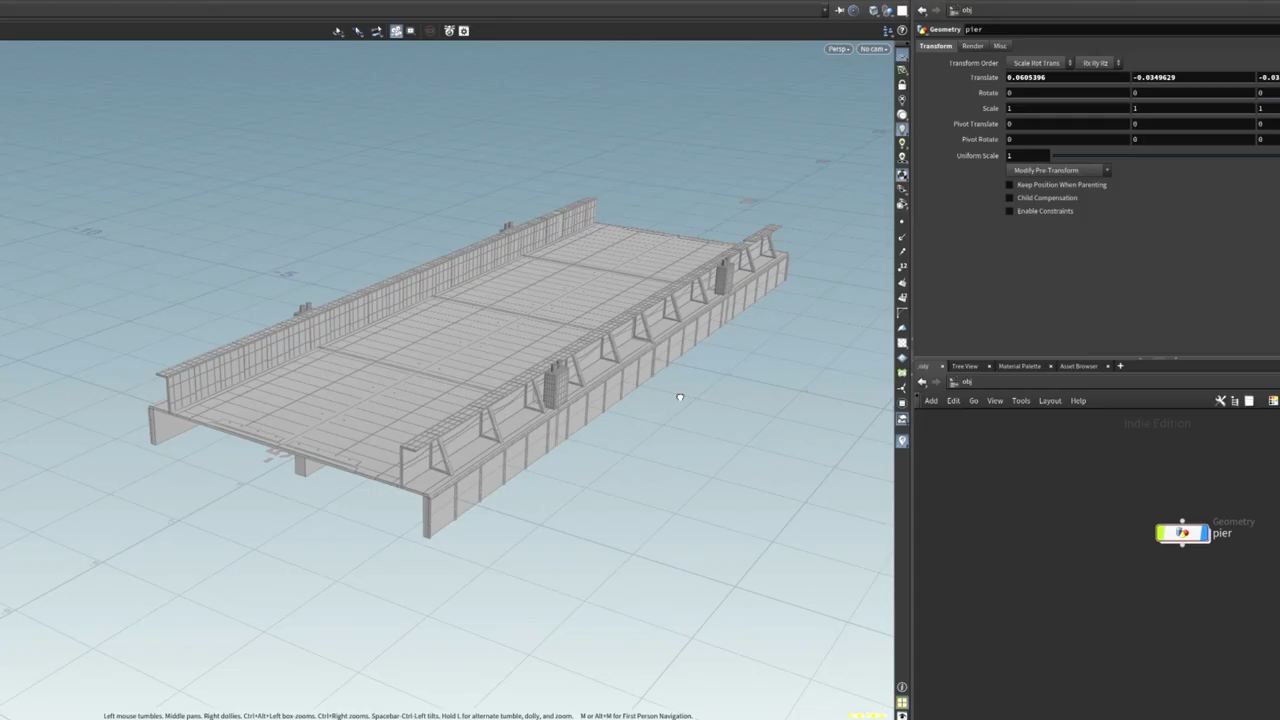 obj
Persp
No cam
Geometry pier
Transform Render Misc
Transform Order Scale Rot Trans Rx Ry Rz
Translate 0.0605396 -0.0349629 -0.03
Rotate 0 0 0
Scale 1 1 1
Pivot Translate 0 0 0
Pivot Rotate 0 0 0
Uniform Scale 1
Modify Pre-Transform
Keep Position When Parenting
Child Compensation
Enable Constraints
Tree View Material Palette Asset Browser
obj
Add Edit Go View Tools Layout Help
Indie Edition
Geometry
pier
Left mouse tumbles. Middle pans. Right dollies. Ctrl+Alt+Left box-zooms. Ctrl+Right zooms. Spacebar-Ctrl-Left tilts. Hold L for alternate tumble, dolly, and zoom. M or Alt+M for First Person Navigation.